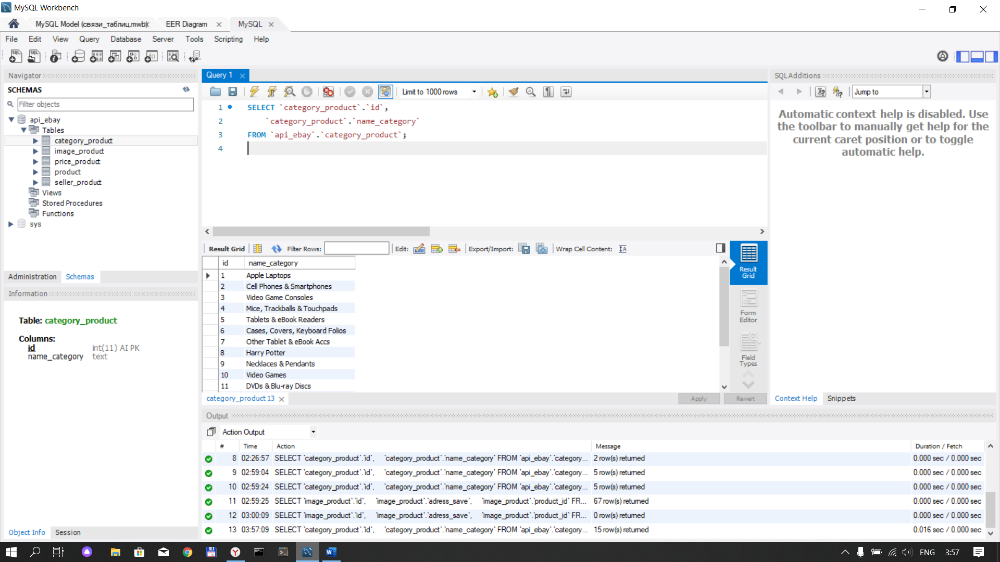 MySQL Workbench
MySQL Model (связи_таблиц.mwb)
EER Diagram
MySQL
File Edit View Query Database Server Tools Scripting Help
Navigator
SCHEMAS
Filter objects
api_ebay
Tables
category_product
image_product
price_product
product
seller_product
Views
Stored Procedures
Functions
sys
Administration Schemas
Information
Table: category_product
Columns:
id int(11) AI PK
name_category text
Object Info Session
Query 1
Limit to 1000 rows
1 SELECT `category_product`.`id`,
2 `category_product`.`name_category`
3 FROM `api_ebay`.`category_product`;
4
Result Grid Filter Rows: Edit: Export/Import: Wrap Cell Content:
id name_category
1 Apple Laptops
2 Cell Phones & Smartphones
3 Video Game Consoles
4 Mice, Trackballs & Touchpads
5 Tablets & eBook Readers
6 Cases, Covers, Keyboard Folios
7 Other Tablet & eBook Accs
8 Harry Potter
9 Necklaces & Pendants
10 Video Games
11 DVDs & Blu-ray Discs
Result
Grid
Form
Editor
Field
Types
category_product 13
Apply Revert
SQLAdditions
Jump to
Automatic context help is disabled. Use
the toolbar to manually get help for the
current caret position or to toggle
automatic help.
Context Help Snippets
Output
Action Output
# Time Action Message Duration / Fetch
8 02:26:57 SELECT `category_product`.`id`, `category_product`.`name_category` FROM `api_ebay`.`category... 2 row(s) returned 0.000 sec / 0.000 sec
9 02:59:04 SELECT `category_product`.`id`, `category_product`.`name_category` FROM `api_ebay`.`category... 5 row(s) returned 0.000 sec / 0.000 sec
10 02:59:24 SELECT `category_product`.`id`, `category_product`.`name_category` FROM `api_ebay`.`category... 5 row(s) returned 0.000 sec / 0.000 sec
11 02:59:25 SELECT `image_product`.`id`, `image_product`.`adress_save`, `image_product`.`product_id` FR... 67 row(s) returned 0.000 sec / 0.000 sec
12 03:00:09 SELECT `image_product`.`id`, `image_product`.`adress_save`, `image_product`.`product_id` FR... 0 row(s) returned 0.000 sec / 0.000 sec
13 03:57:09 SELECT `category_product`.`id`, `category_product`.`name_category` FROM `api_ebay`.`category... 15 row(s) returned 0.016 sec / 0.000 sec
ENG 3:57